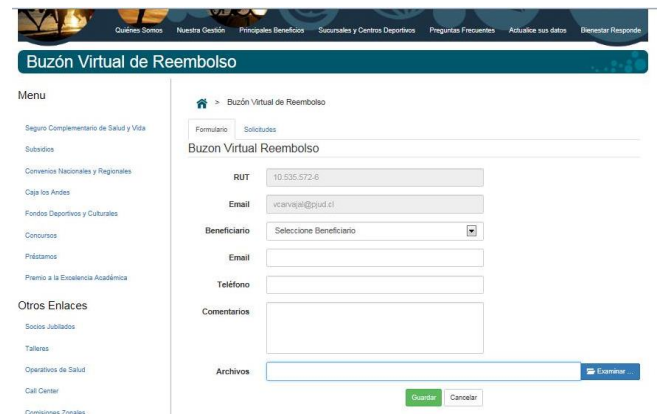 Quiénes Somos Nuestra Gestión Principales Beneficios Sucursales y Centros Deportivos Preguntas Frecuentes Actualice sus datos Bienestar Responde
Buzón Virtual de Reembolso
Menu
Seguro Complementario de Salud y Vida
Subsidios
Convenios Nacionales y Regionales
Caja los Andes
Fondos Deportivos y Culturales
Concursos
Préstamos
Premio a la Excelencia Académica
Otros Enlaces
Socios Jubilados
Talleres
Operativos de Salud
Call Center
Comisiones Zonales
> Buzón Virtual de Reembolso
Formulario Solicitudes
Buzon Virtual Reembolso
RUT 10.535.572-6
Email vcarvajal@pjud.cl
Beneficiario Seleccione Beneficiario
Email
Teléfono
Comentarios
Archivos Examinar ...
Guardar Cancelar